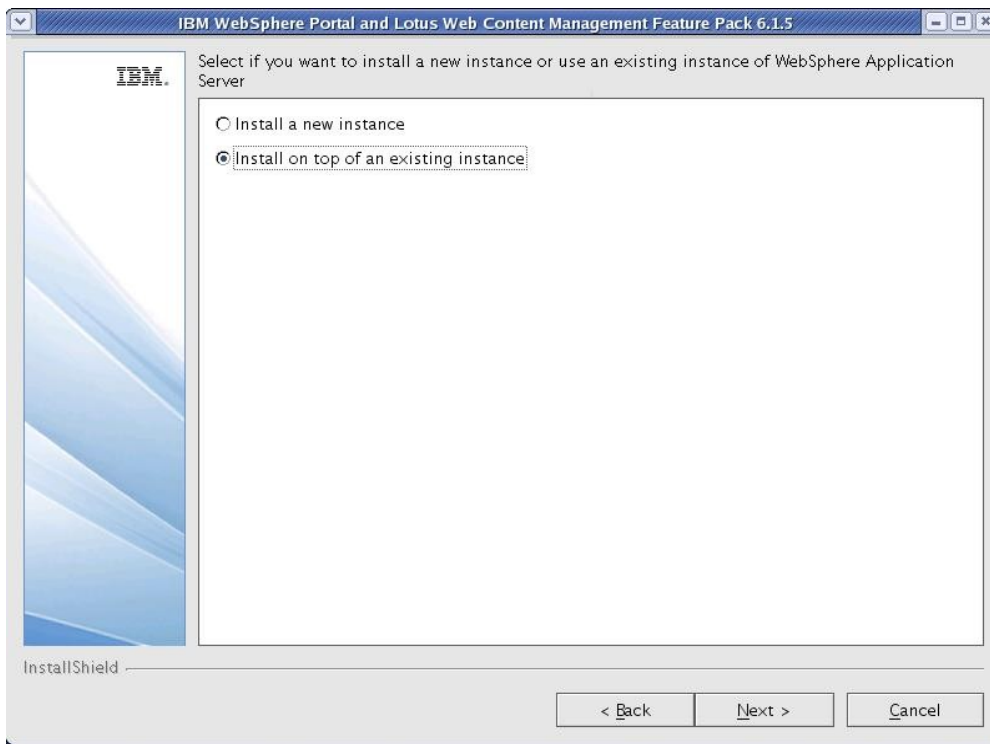 IBM WebSphere Portal and Lotus Web Content Management Feature Pack 6.1.5
IBM.
Select if you want to install a new instance or use an existing instance of WebSphere Application
Server
Install a new instance
Install on top of an existing instance
InstallShield
< Back
Next >
Cancel